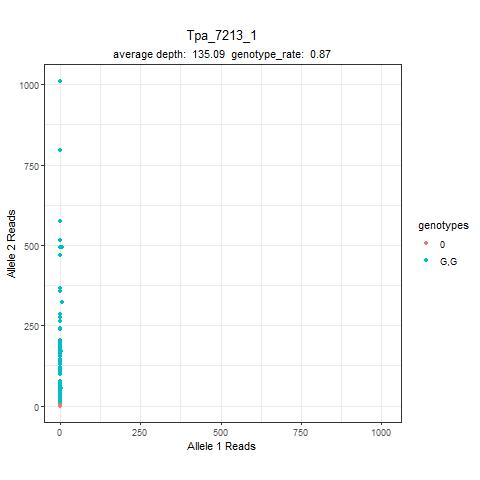 Tpa_7213_1
average depth: 135.09 genotype_rate: 0.87
1000
750
500
250
0
Allele 2 Reads
0 250 500 750 1000
Allele 1 Reads
genotypes
0
G,G